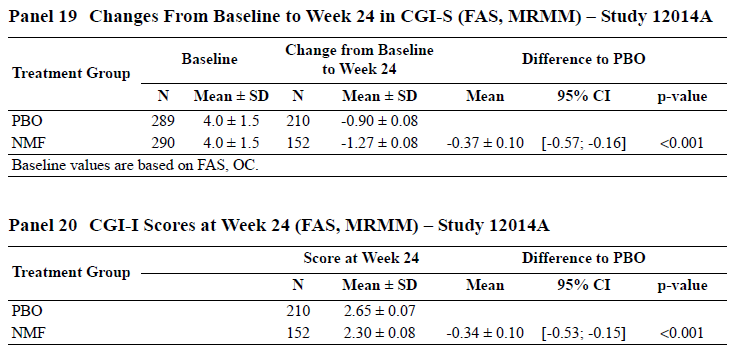 Panel 19 Changes From Baseline to Week 24 in CGI-S (FAS, MRMM) – Study 12014A
Treatment Group Baseline Change from Baseline to Week 24 Difference to PBO
N Mean ± SD N Mean ± SD Mean 95% CI p-value
PBO 289 4.0 ± 1.5 210 -0.90 ± 0.08
NMF 290 4.0 ± 1.5 152 -1.27 ± 0.08 -0.37 ± 0.10 [-0.57; -0.16] <0.001
Baseline values are based on FAS, OC.
Panel 20 CGI-I Scores at Week 24 (FAS, MRMM) – Study 12014A
Treatment Group Score at Week 24 Difference to PBO
N Mean ± SD Mean 95% CI p-value
PBO 210 2.65 ± 0.07
NMF 152 2.30 ± 0.08 -0.34 ± 0.10 [-0.53; -0.15] <0.001